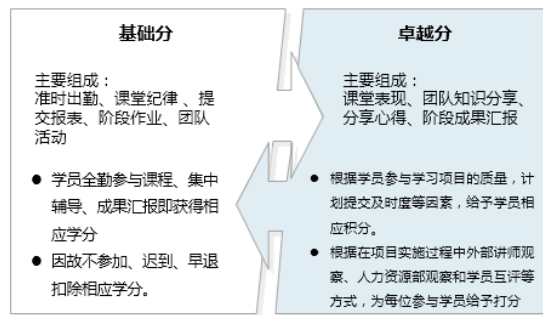 基础分
主要组成：
准时出勤、课堂纪律 、提
交报表、阶段作业、团队
活动
● 学员全勤参与课程、集中
辅导、成果汇报即获得相
应学分
● 因故不参加、迟到、早退
扣除相应学分。
卓越分
主要组成：
课堂表现、团队知识分享、
分享心得、阶段成果汇报
● 根据学员参与学习项目的质量，计
划提交及时度等因素，给予学员相
应积分。
● 根据在项目实施过程中外部讲师观
察、人力资源部观察和学员互评等
方式，为每位参与学员给予打分